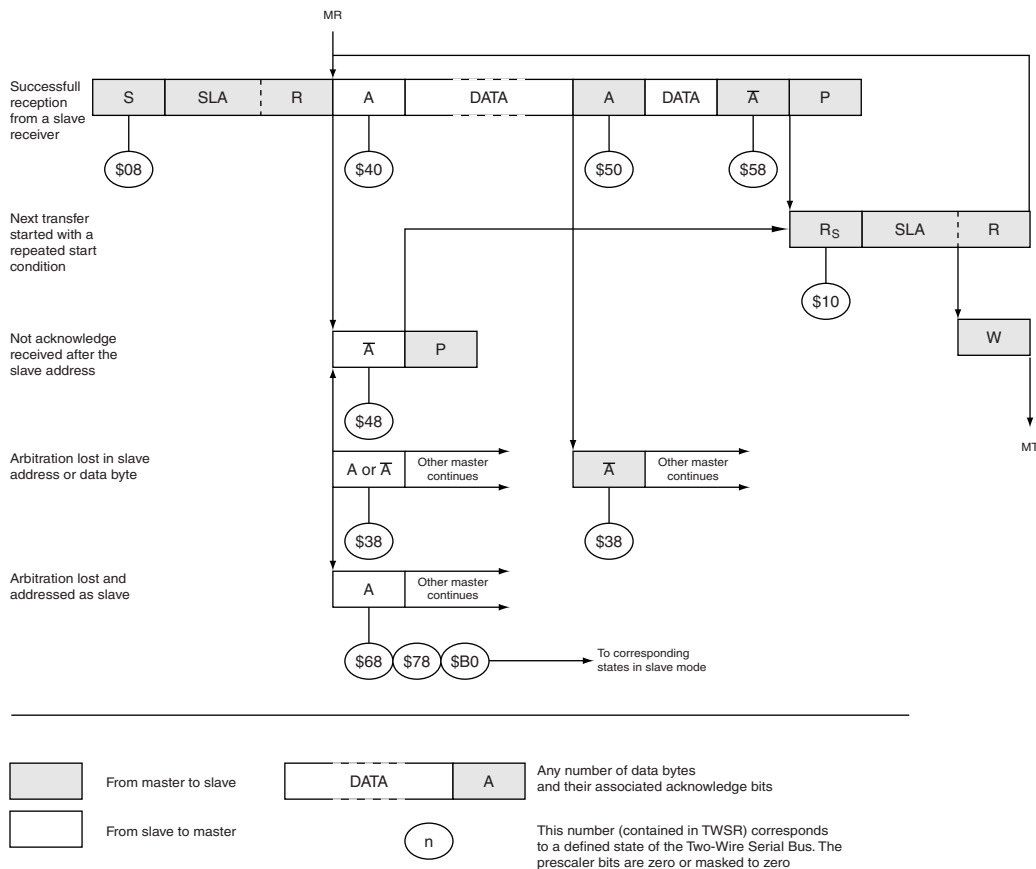 MR
Successfull
reception
from a slave
receiver
S SLA R A DATA A DATA A̅ P
$08 $40 $50 $58
Next transfer
started with a
repeated start
condition
RS SLA R
$10
Not acknowledge
received after the
slave address
A̅ P
W
$48
MT
Arbitration lost in slave
address or data byte
A or A̅ Other master
continues
A̅ Other master
continues
$38 $38
Arbitration lost and
addressed as slave
A Other master
continues
$68 $78 $B0
To corresponding
states in slave mode
From master to slave
DATA A
Any number of data bytes
and their associated acknowledge bits
From slave to master
n
This number (contained in TWSR) corresponds
to a defined state of the Two-Wire Serial Bus. The
prescaler bits are zero or masked to zero